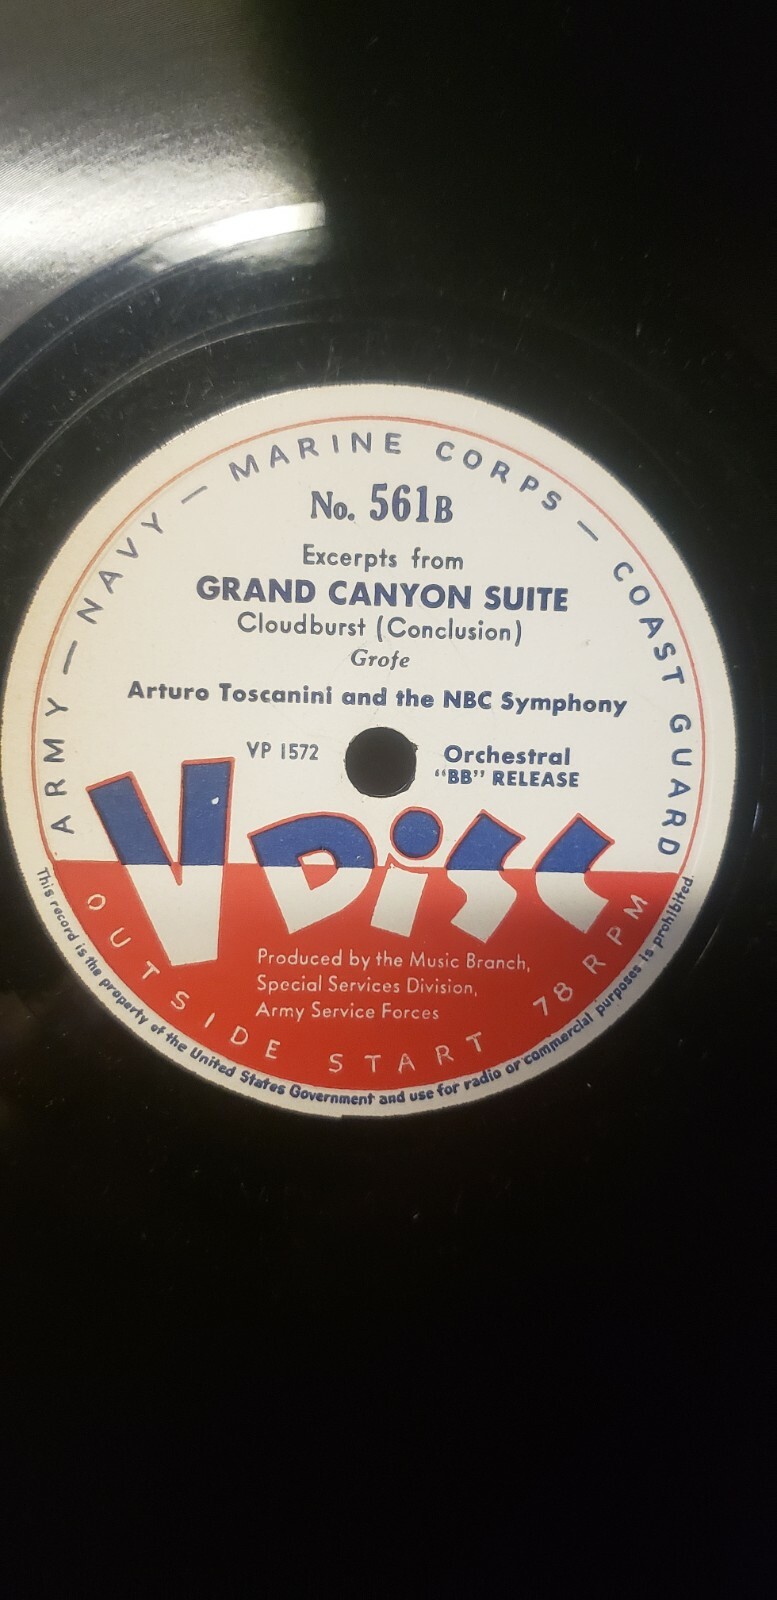 ARMY — NAVY — MARINE CORPS — COAST GUARD
No. 561B
Excerpts from
GRAND CANYON SUITE
Cloudburst (Conclusion)
Grofe
Arturo Toscanini and the NBC Symphony
VP 1572
Orchestral
"BB" RELEASE
V DiSC
Produced by the Music Branch,
Special Services Division,
Army Service Forces
OUTSIDE START 78 RPM
This record is the property of the United States Government and use for radio or commercial purposes is prohibited.